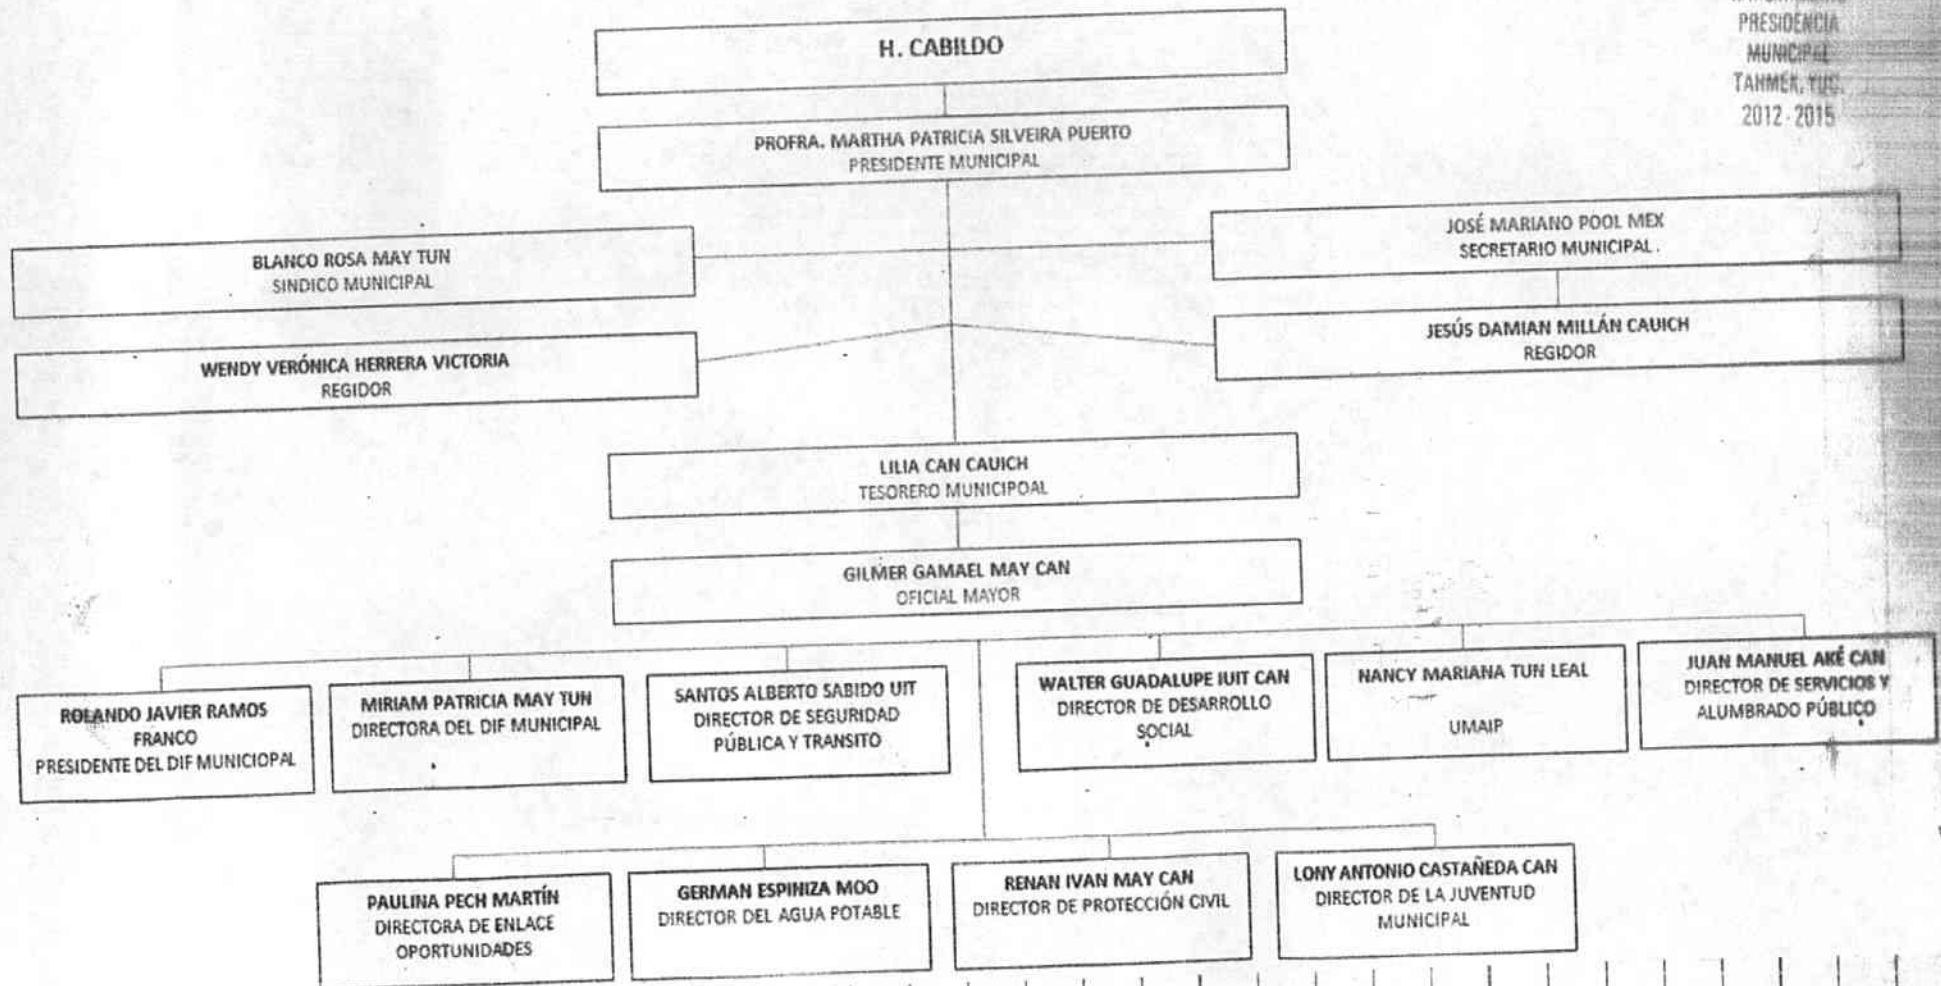 H. CABILDO
PRESIDENCIA
MUNICIPAL
TAHMEK, YUC.
2012-2015
PROFRA. MARTHA PATRICIA SILVEIRA PUERTO
PRESIDENTE MUNICIPAL
BLANCO ROSA MAY TUN
SINDICO MUNICIPAL
JOSÉ MARIANO POOL MEX
SECRETARIO MUNICIPAL.
WENDY VERÓNICA HERRERA VICTORIA
REGIDOR
JESÚS DAMIAN MILLÁN CAUICH
REGIDOR
LILIA CAN CAUICH
TESORERO MUNICIPOAL
GILMER GAMAEL MAY CAN
OFICIAL MAYOR
ROLANDO JAVIER RAMOS
FRANCO
PRESIDENTE DEL DIF MUNICIOPAL
MIRIAM PATRICIA MAY TUN
DIRECTORA DEL DIF MUNICIPAL
SANTOS ALBERTO SABIDO UIT
DIRECTOR DE SEGURIDAD
PÚBLICA Y TRANSITO
WALTER GUADALUPE IUIT CAN
DIRECTOR DE DESARROLLO
SOCIAL
NANCY MARIANA TUN LEAL
UMAIP
JUAN MANUEL AKÉ CAN
DIRECTOR DE SERVICIOS Y
ALUMBRADO PÚBLICO
PAULINA PECH MARTÍN
DIRECTORA DE ENLACE
OPORTUNIDADES
GERMAN ESPINIZA MOO
DIRECTOR DEL AGUA POTABLE
RENAN IVAN MAY CAN
DIRECTOR DE PROTECCIÓN CIVIL
LONY ANTONIO CASTAÑEDA CAN
DIRECTOR DE LA JUVENTUD
MUNICIPAL